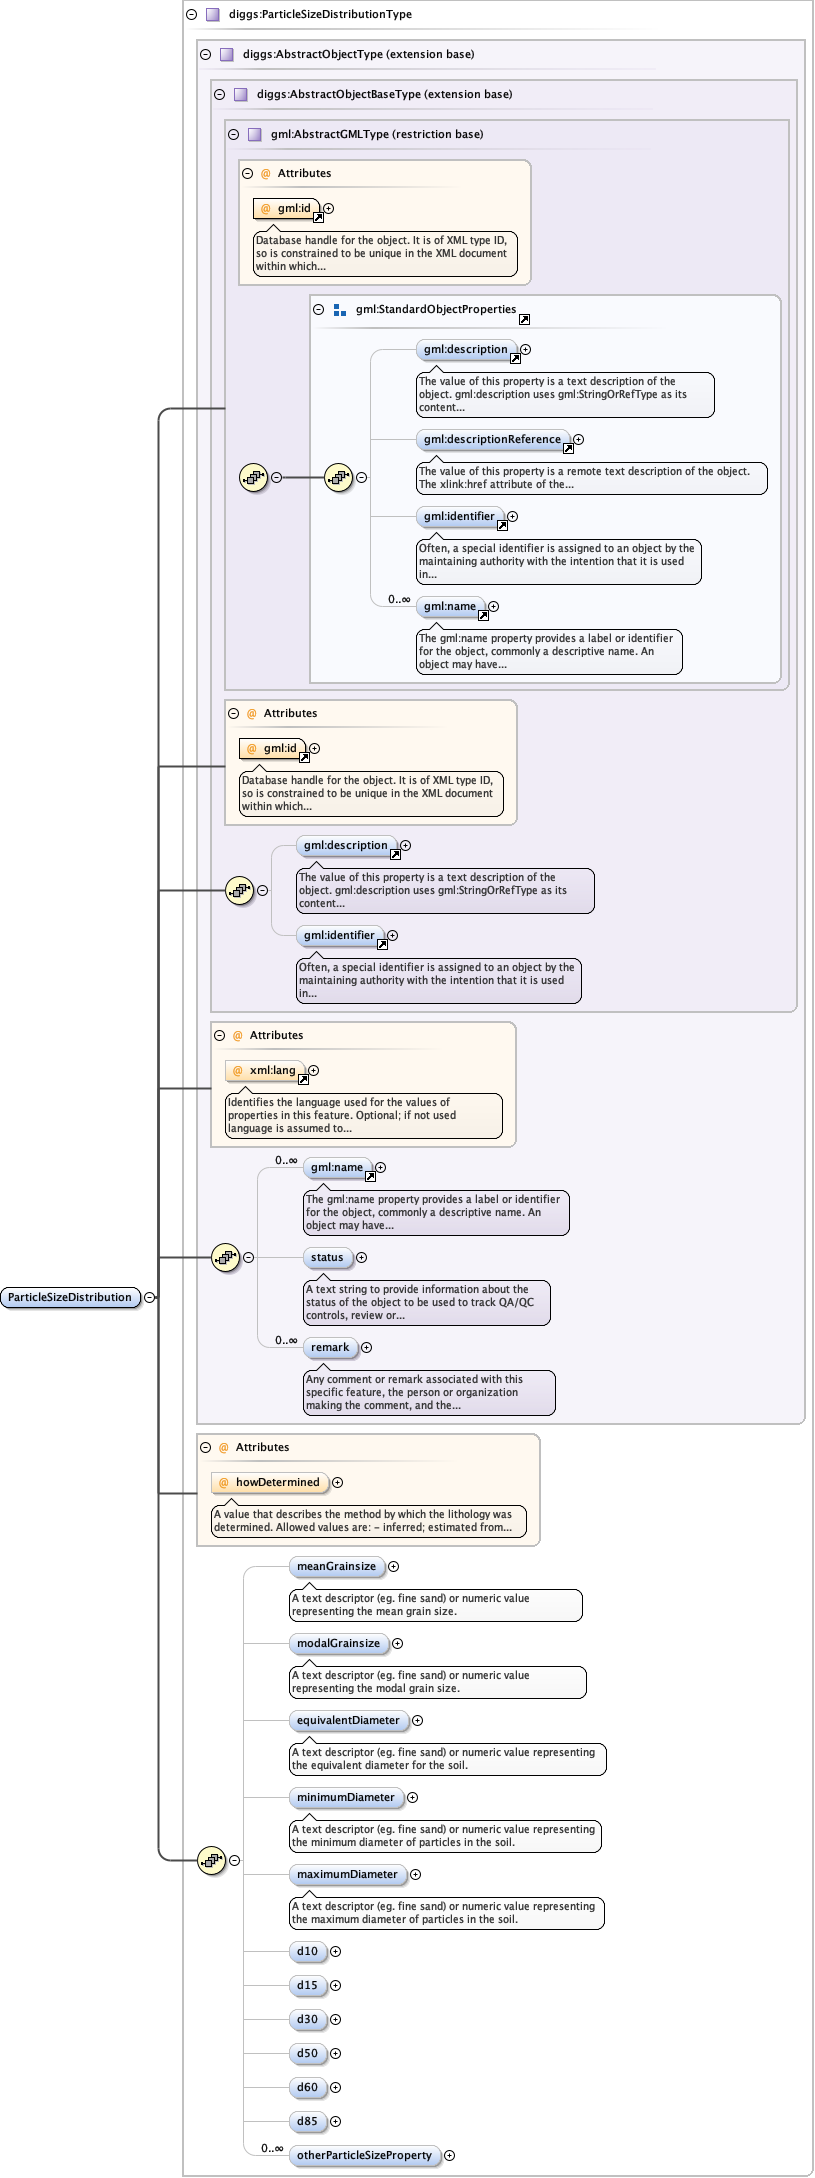 diggs:ParticleSizeDistributionType
diggs:AbstractObjectType (extension base)
diggs:AbstractObjectBaseType (extension base)
gml:AbstractGMLType (restriction base)
@ Attributes
@ gml:id
Database handle for the object. It is of XML type ID,
so is constrained to be unique in the XML document
within which...
gml:StandardObjectProperties
gml:description
The value of this property is a text description of the
object. gml:description uses gml:StringOrRefType as its
content...
gml:descriptionReference
The value of this property is a remote text description of the object.
The xlink:href attribute of the...
gml:identifier
Often, a special identifier is assigned to an object by the
maintaining authority with the intention that it is used
in...
0..∞
gml:name
The gml:name property provides a label or identifier
for the object, commonly a descriptive name. An
object may have...
@ Attributes
@ gml:id
Database handle for the object. It is of XML type ID,
so is constrained to be unique in the XML document
within which...
gml:description
The value of this property is a text description of the
object. gml:description uses gml:StringOrRefType as its
content...
gml:identifier
Often, a special identifier is assigned to an object by the
maintaining authority with the intention that it is used
in...
@ Attributes
@ xml:lang
Identifies the language used for the values of
properties in this feature. Optional; if not used
language is assumed to...
0..∞
gml:name
The gml:name property provides a label or identifier
for the object, commonly a descriptive name. An
object may have...
status
A text string to provide information about the
status of the object to be used to track QA/QC
controls, review or...
ParticleSizeDistribution
0..∞
remark
Any comment or remark associated with this
specific feature, the person or organization
making the comment, and the...
@ Attributes
@ howDetermined
A value that describes the method by which the lithology was
determined. Allowed values are: - inferred; estimated from...
meanGrainsize
A text descriptor (eg. fine sand) or numeric value
representing the mean grain size.
modalGrainsize
A text descriptor (eg. fine sand) or numeric value
representing the modal grain size.
equivalentDiameter
A text descriptor (eg. fine sand) or numeric value representing
the equivalent diameter for the soil.
minimumDiameter
A text descriptor (eg. fine sand) or numeric value representing
the minimum diameter of particles in the soil.
maximumDiameter
A text descriptor (eg. fine sand) or numeric value representing
the maximum diameter of particles in the soil.
d10
d15
d30
d50
d60
d85
0..∞
otherParticleSizeProperty